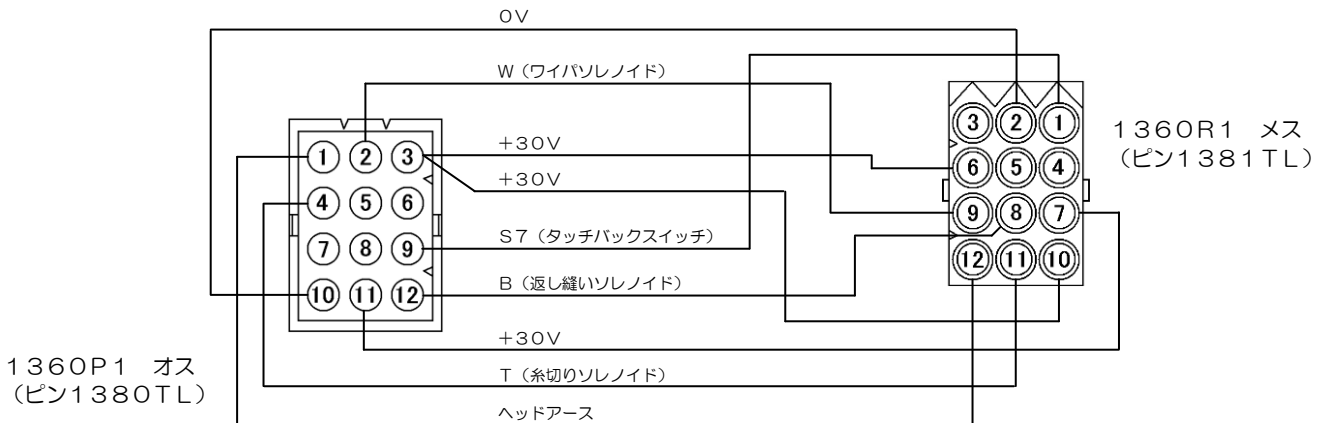 0V
W（ワイパソレノイド）
+30V
+30V
S7（タッチバックスイッチ）
B（返し縫いソレノイド）
+30V
T（糸切りソレノイド）
ヘッドアース
1 2 3
4 5 6
7 8 9
10 11 12
1360P1 オス
（ピン1380TL）
3 2 1
6 5 4
9 8 7
12 11 10
1360R1 メス
（ピン1381TL）